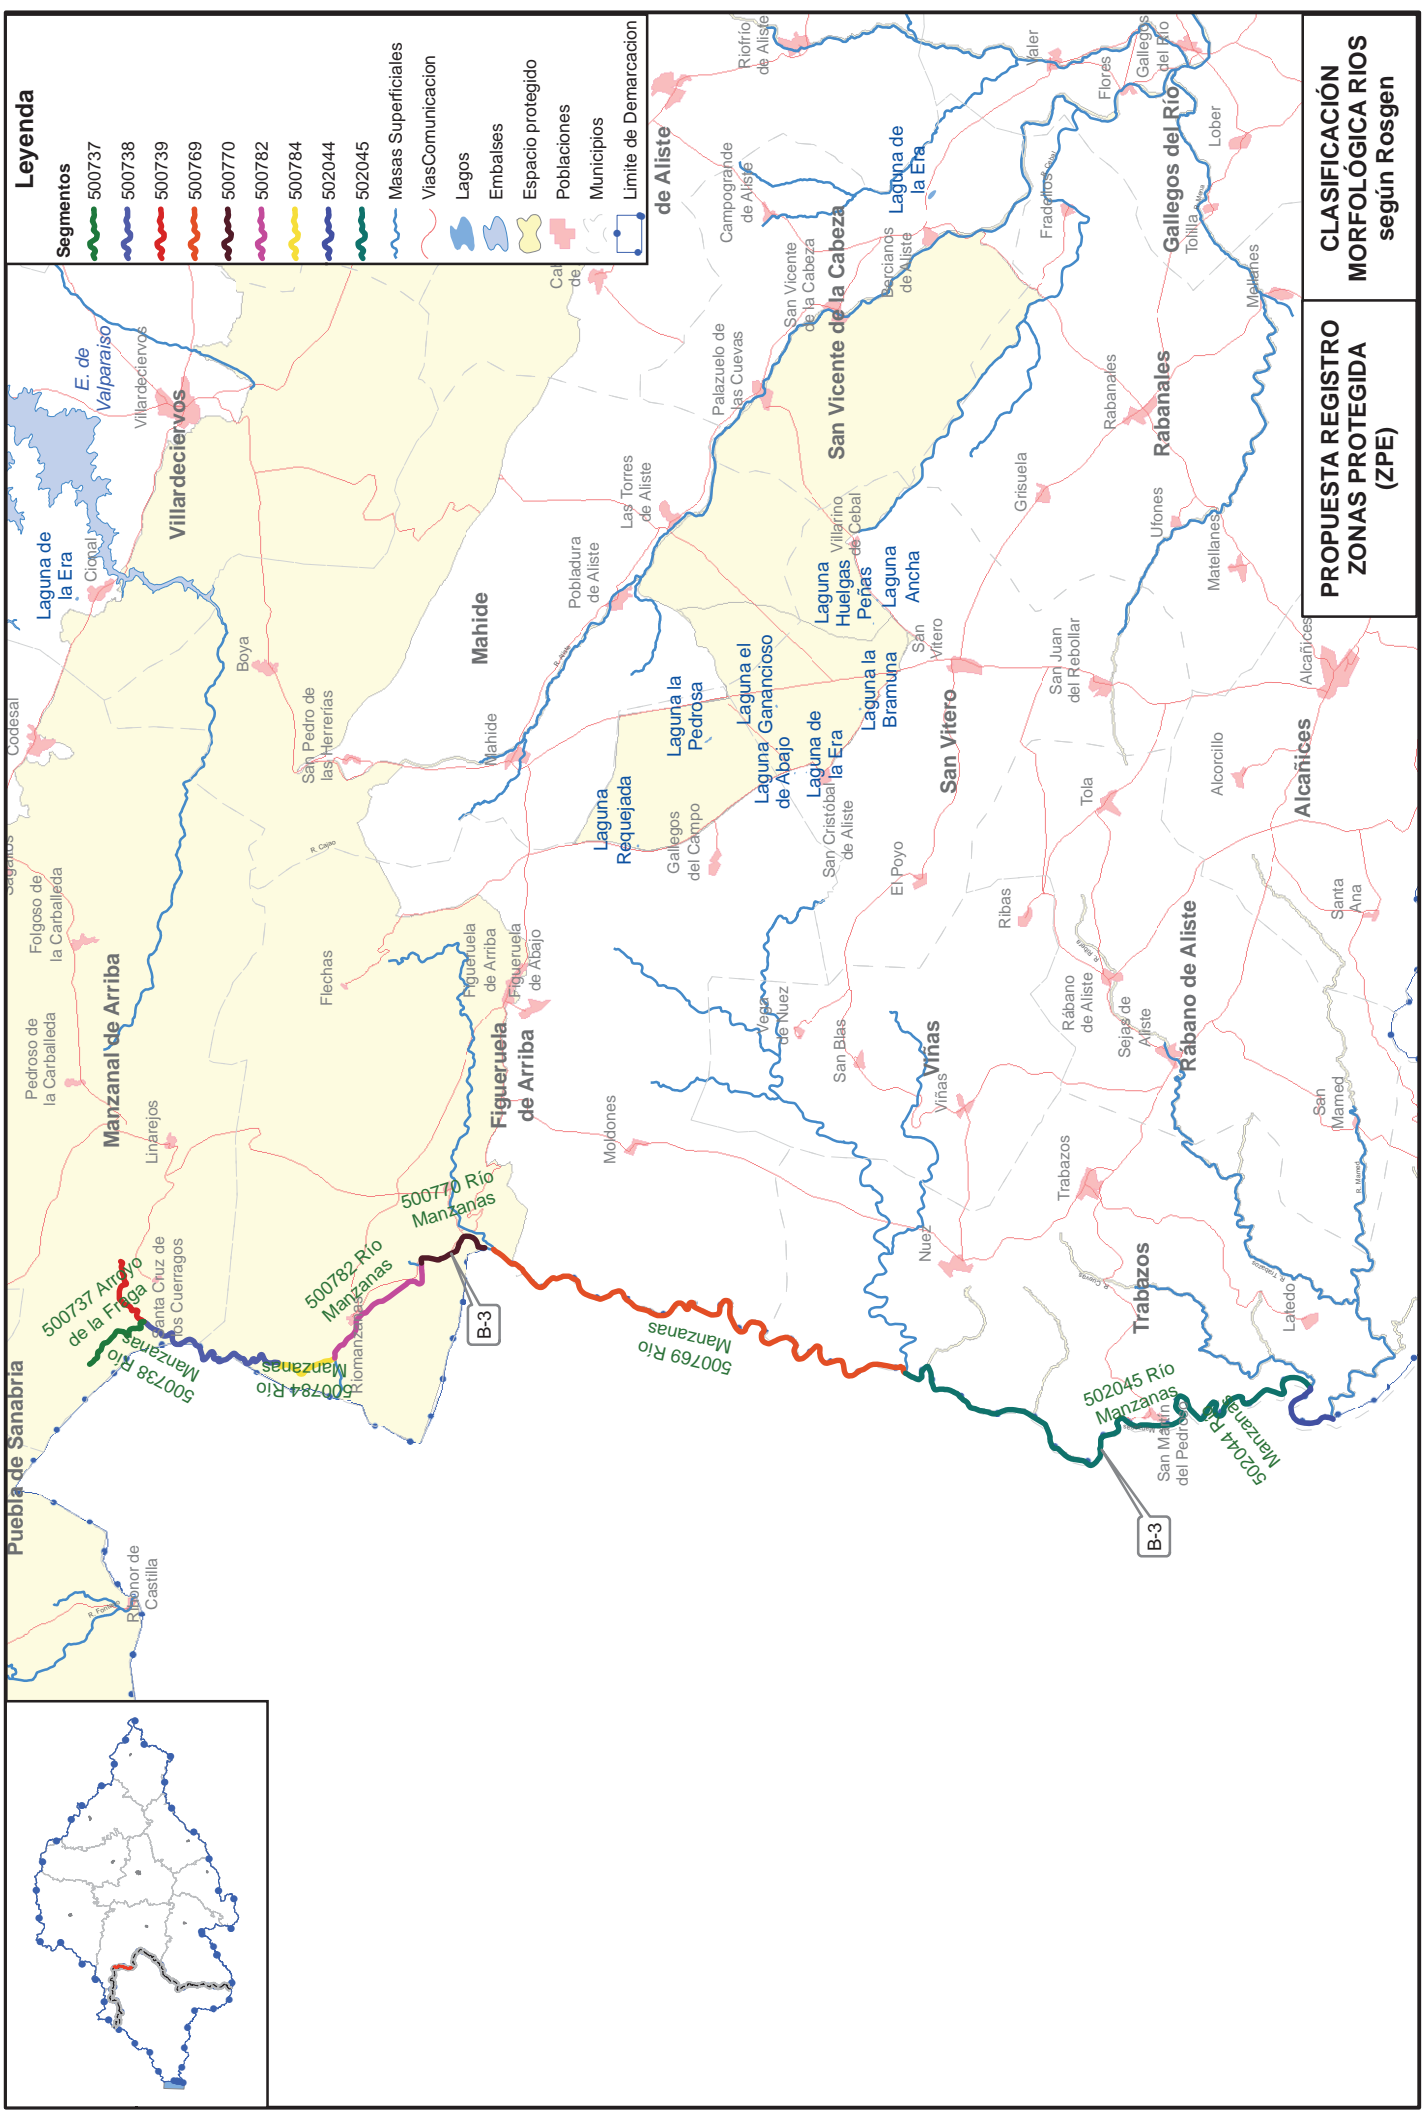 Leyenda
Segmentos
500737
500738
500739
500769
500770
500782
500784
502044
502045
Masas Superficiales
ViasComunicacion
Lagos
Embalses
Espacio protegido
Poblaciones
Municipios
Limite de Demarcacion
CLASIFICACIÓN
MORFOLÓGICA RIOS
según Rosgen
PROPUESTA REGISTRO
ZONAS PROTEGIDA
(ZPE)
Puebla de Sanabria
Rihonor de
Castilla
500737 Arroyo
de la Fraga
500738 Río
Manzanas
Santa Cruz de
los Cuerragos
500784 Río
Manzanas
Riomanzanas
500782 Río
Manzanas
500770 Río
Manzanas
B-3
500769 Río
Manzanas
502045 Río
Manzanas
502044 Río
Manzanas
B-3
San Martín
del Pedroso
Manzanal de Arriba
Linarejos
Pedroso de
la Carballeda
Folgoso de
la Carballeda
Codesal
Cional
Laguna de
la Era
E. de
Valparaiso
Villardeciervos
Villardeciervos
Boya
San Pedro de
las Herrerías
R. Cajao
Flechas
Figueruela
de Arriba
Figueruela
de Abajo
Figueruela
de Arriba
Mahide
Mahide
R. Aliste
Pobladura
de Aliste
Las Torres
de Aliste
Palazuelo de
las Cuevas
San Vicente
de la Cabeza
San Vicente de la Cabeza
Bercianos
de Aliste
Campogrande
de Aliste
Riofrío
de Aliste
de Aliste
Laguna de
la Era
Valer
Flores
Gallegos
del Río
Gallegos del Río
Lober
Tolilla
Fradellos
Mellanes
Rabanales
Rabanales
Grisuela
Ufones
Matellanes
Villarino
de Cebal
Laguna
Huelgas
Peñas
Laguna
Ancha
Laguna el
Ganancioso
Laguna la
Pedrosa
Laguna
de Abajo
Laguna de
la Era
Laguna la
Bramuna
Laguna
Requejada
Gallegos
del Campo
San Cristóbal
de Aliste
San
Vitero
San Vitero
El Poyo
San Juan
del Rebollar
Tola
Ribas
Alcorcillo
Alcañices
Alcañices
Santa
Ana
Rábano
de Aliste
Sejas de
Aliste
Rábano de Aliste
San
Mamed
R. Mamed
Vega
de Nuez
San Blas
Viñas
Viñas
Moldones
Nuez
Trabazos
Trabazos
R. Trabazos
Latedo